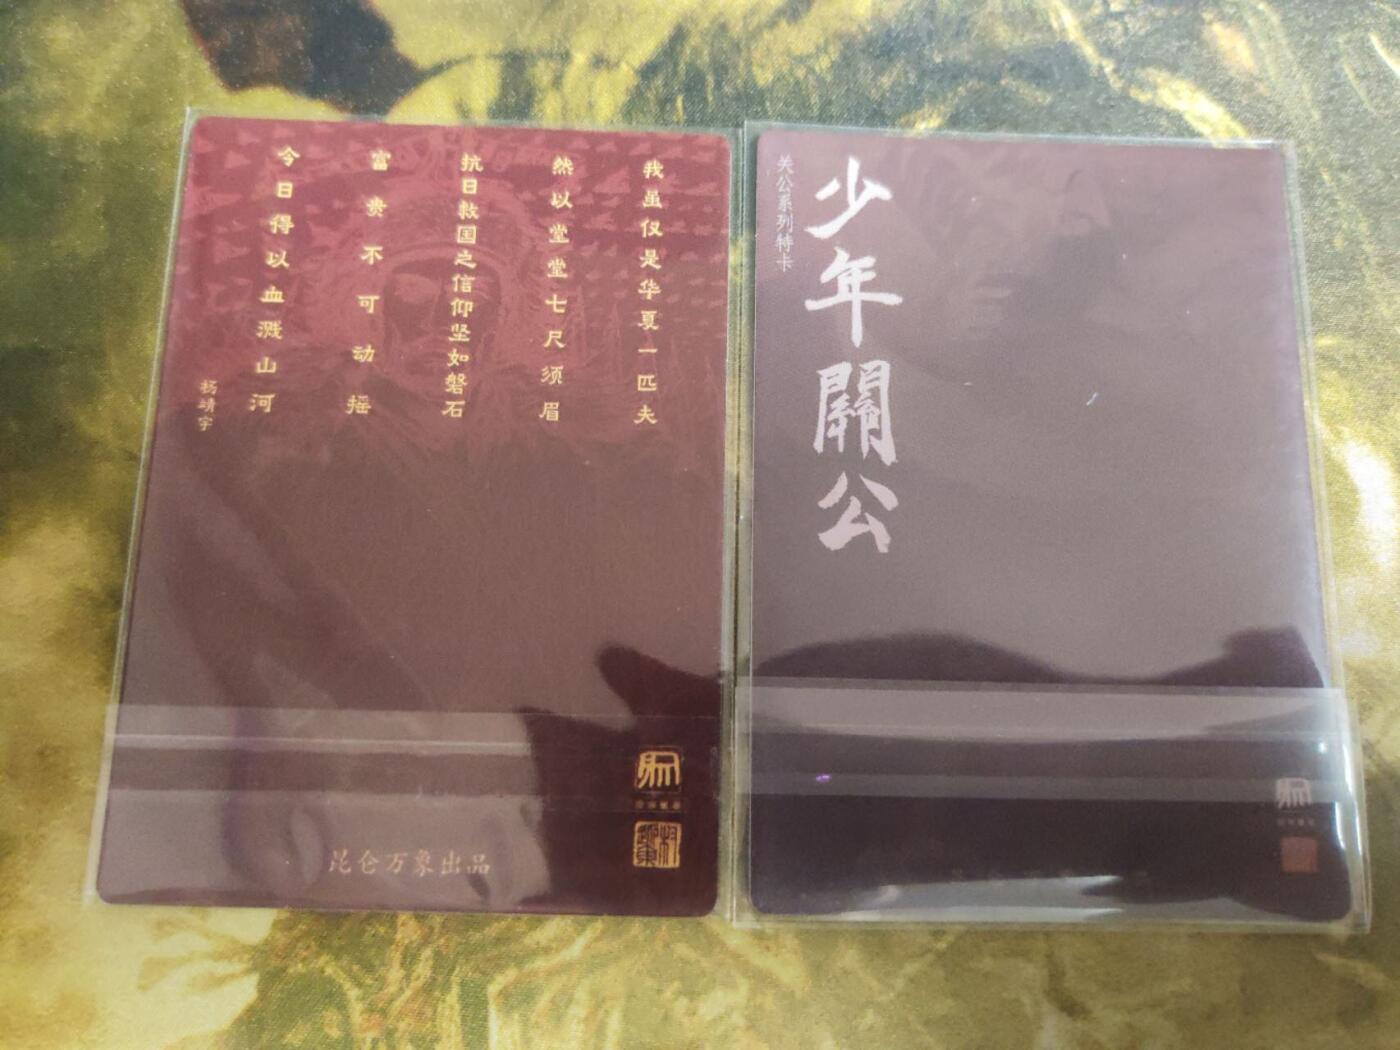 我虽仅是华夏一匹夫
然以堂堂七尺须眉
抗日救国之信仰坚如磐石
富贵不可动摇
今日得以血溅山河
杨靖宇
昆仑万象出品
关公系列特卡
少年關公